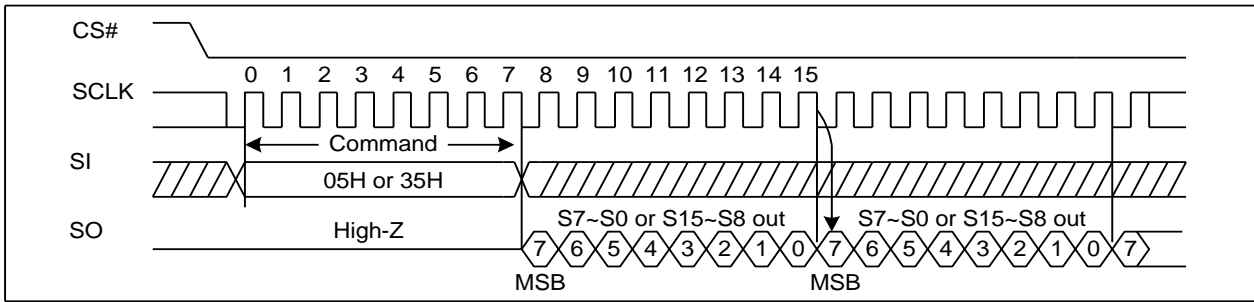 CS#
0 1 2 3 4 5 6 7 8 9 10 11 12 13 14 15
SCLK
Command
SI
05H or 35H
S7~S0 or S15~S8 out S7~S0 or S15~S8 out
SO
High-Z
7 6 5 4 3 2 1 0 7 6 5 4 3 2 1 0 7
MSB MSB